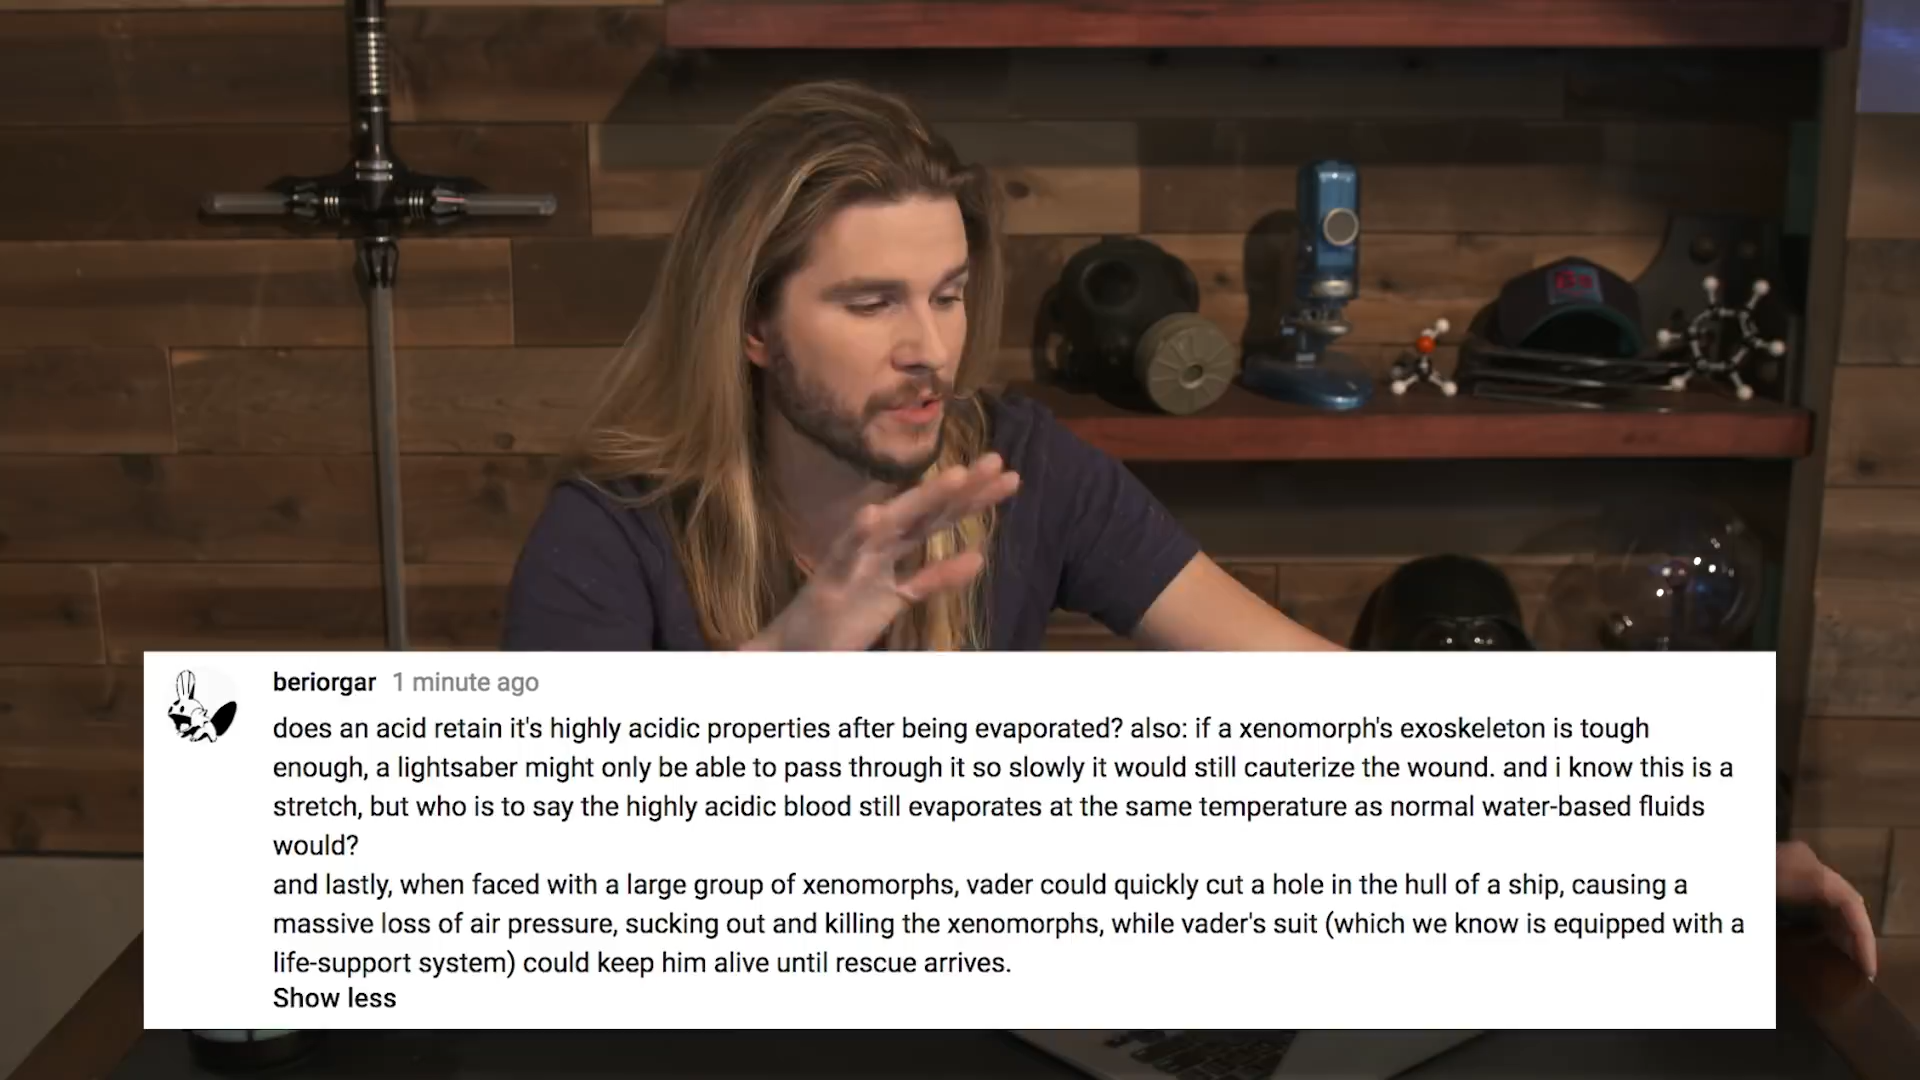 beriorgar 1 minute ago
does an acid retain it's highly acidic properties after being evaporated? also: if a xenomorph's exoskeleton is tough
enough, a lightsaber might only be able to pass through it so slowly it would still cauterize the wound. and i know this is a
stretch, but who is to say the highly acidic blood still evaporates at the same temperature as normal water-based fluids
would?
and lastly, when faced with a large group of xenomorphs, vader could quickly cut a hole in the hull of a ship, causing a
massive loss of air pressure, sucking out and killing the xenomorphs, while vader's suit (which we know is equipped with a
life-support system) could keep him alive until rescue arrives.
Show less